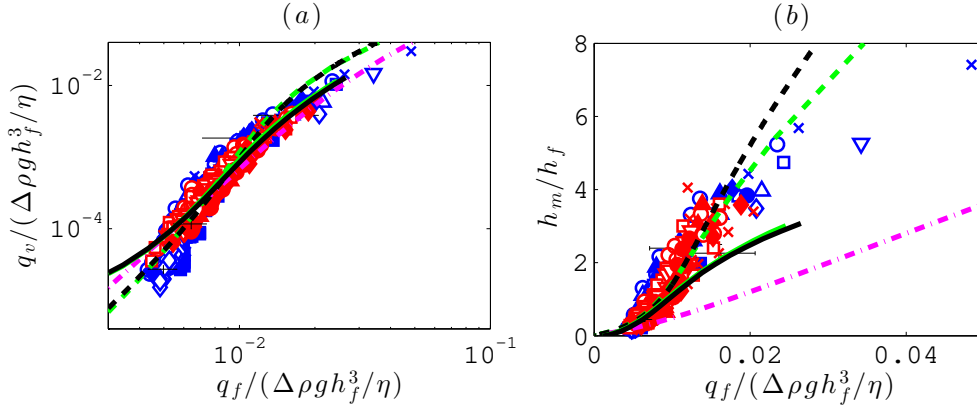 (a)
(b)
q_v/(Δρgh_f^3/η)
10^{-2}
10^{-4}
10^{-2}
10^{-1}
q_f/(Δρgh_f^3/η)
h_m/h_f
8
6
4
2
0
0
0.02
0.04
q_f/(Δρgh_f^3/η)